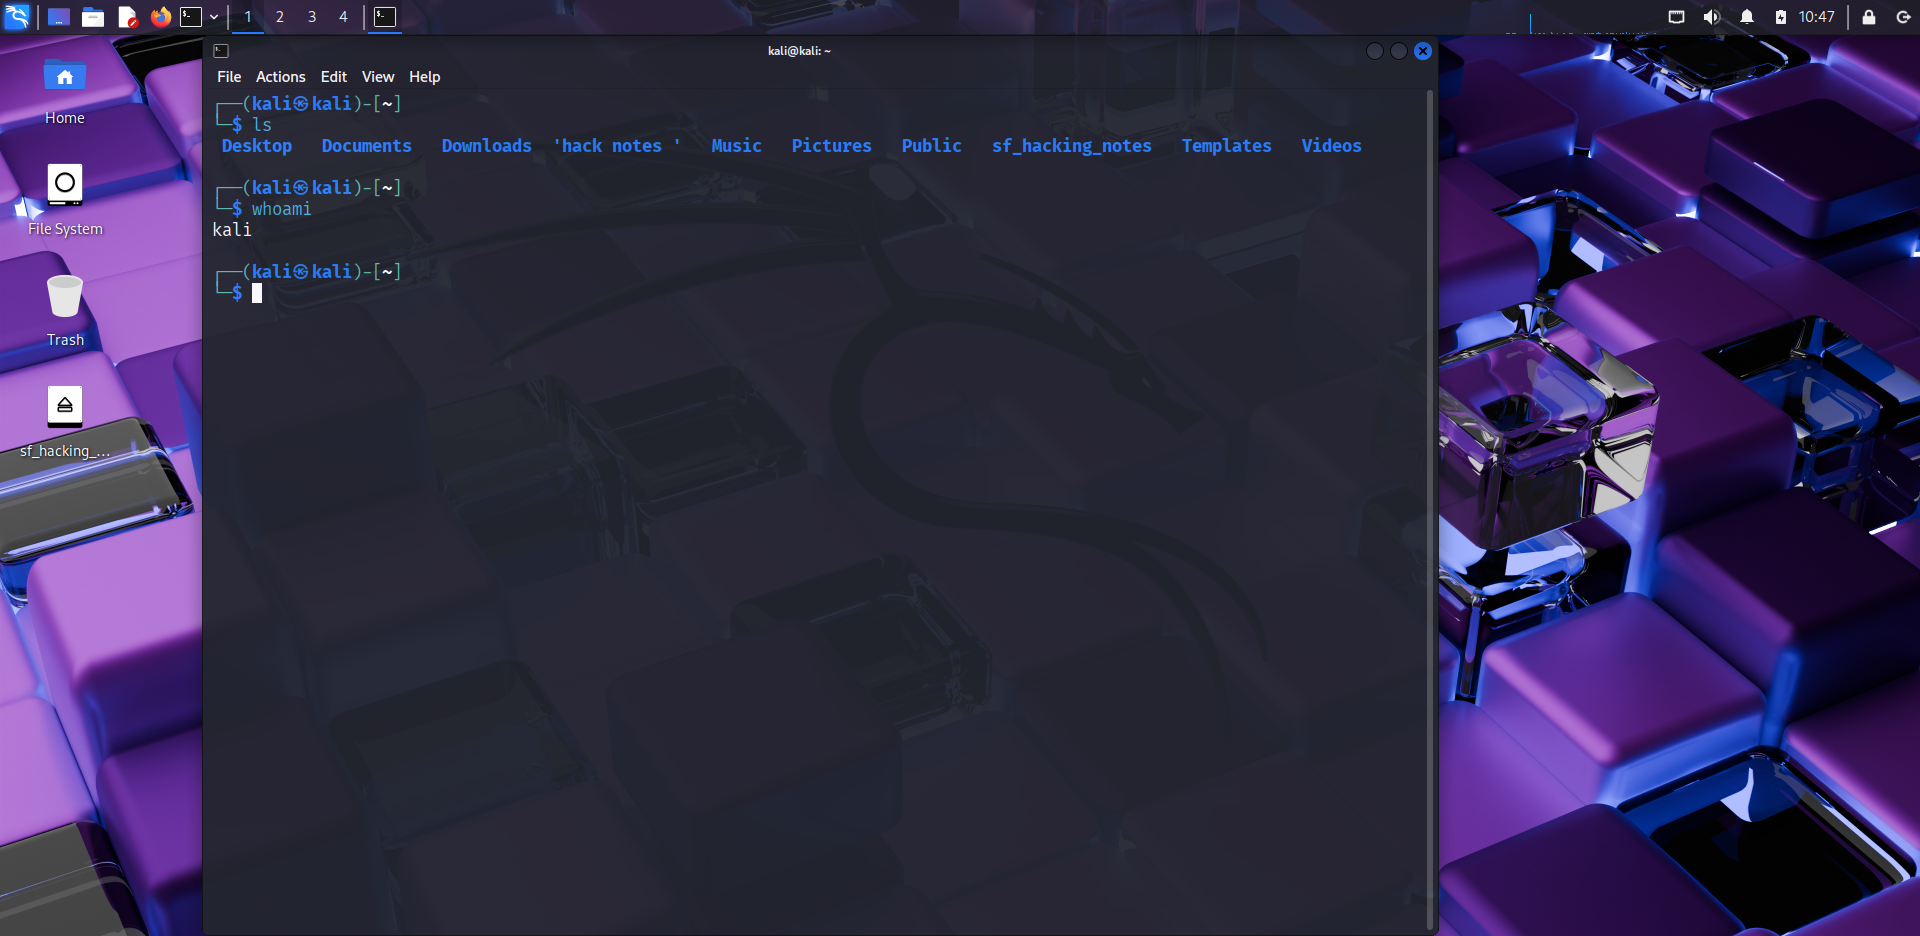 1 2 3 4 10:47
kali@kali: ~
File Actions Edit View Help
Home
File System
Trash
sf_hacking_...
┌──(kali㉿kali)-[~]
└─$ ls
Desktop Documents Downloads 'hack notes ' Music Pictures Public sf_hacking_notes Templates Videos
┌──(kali㉿kali)-[~]
└─$ whoami
kali
┌──(kali㉿kali)-[~]
└─$